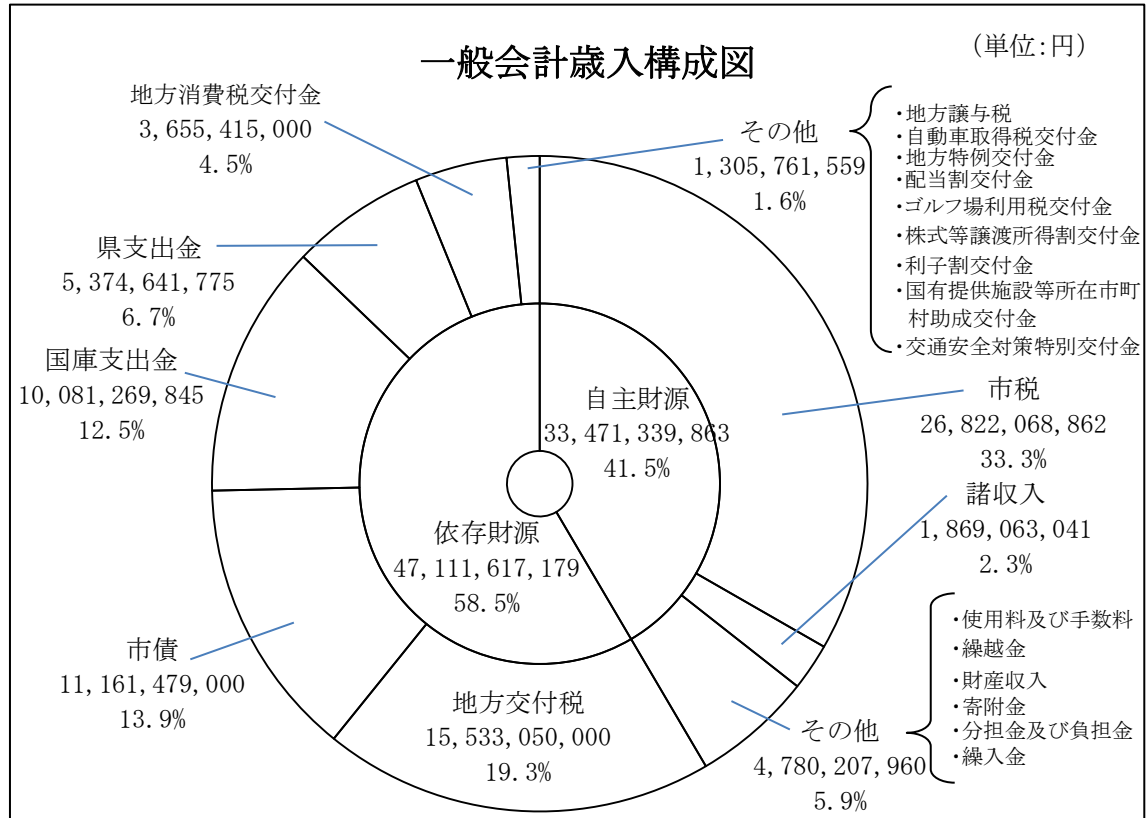 一般会計歳入構成図
(単位:円)
地方消費税交付金
3,655,415,000
4.5%
その他
1,305,761,559
1.6%
・地方譲与税
・自動車取得税交付金
・地方特例交付金
・配当割交付金
・ゴルフ場利用税交付金
・株式等譲渡所得割交付金
・利子割交付金
・国有提供施設等所在市町
村助成交付金
・交通安全対策特別交付金
県支出金
5,374,641,775
6.7%
国庫支出金
10,081,269,845
12.5%
自主財源
33,471,339,863
41.5%
市税
26,822,068,862
33.3%
諸収入
1,869,063,041
2.3%
依存財源
47,111,617,179
58.5%
市債
11,161,479,000
13.9%
地方交付税
15,533,050,000
19.3%
その他
4,780,207,960
5.9%
・使用料及び手数料
・繰越金
・財産収入
・寄附金
・分担金及び負担金
・繰入金